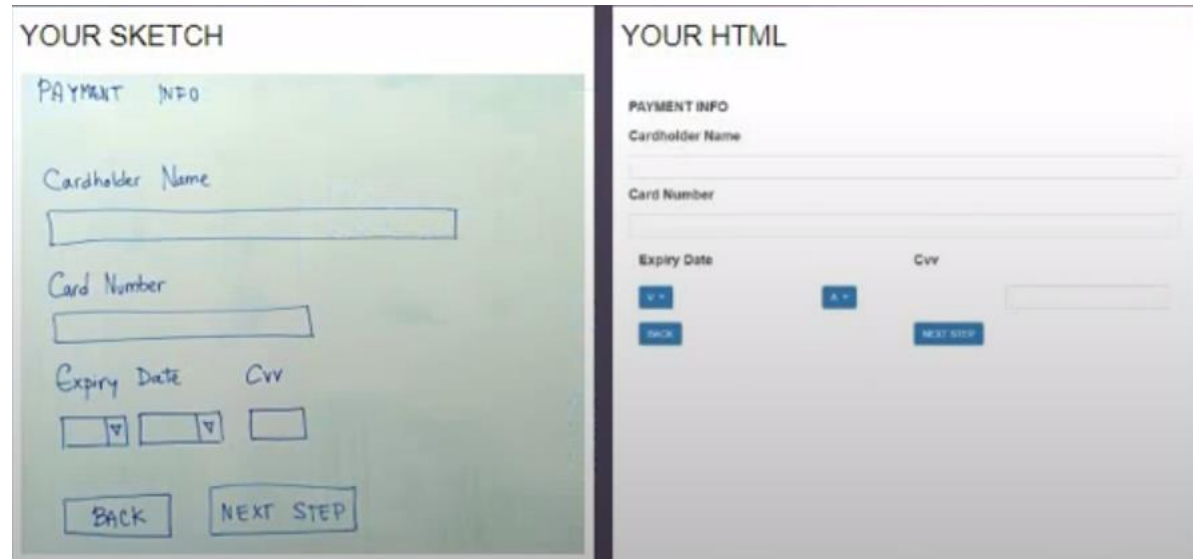 YOUR SKETCH
PAYMENT INFO
Cardholder Name
Card Number
Expiry Date Cvv
BACK NEXT STEP
YOUR HTML
PAYMENT INFO
Cardholder Name
Card Number
Expiry Date Cvv
V A
BACK NEXT STEP